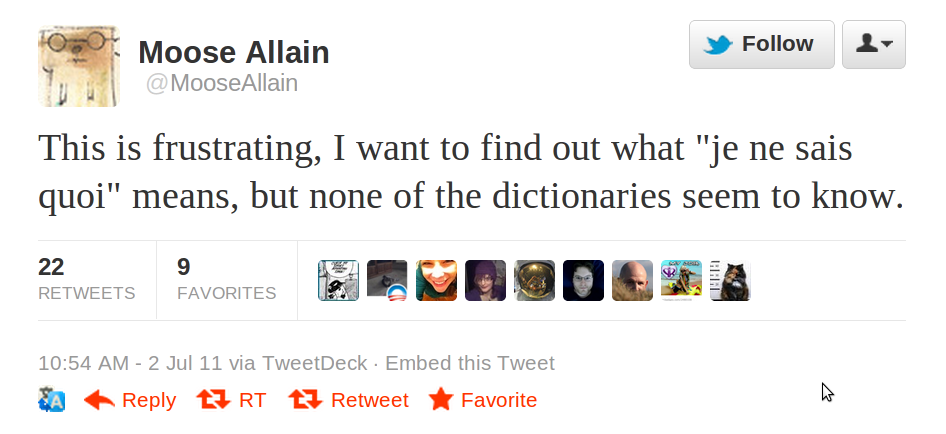 Moose Allain
@MooseAllain
Follow
This is frustrating, I want to find out what "je ne sais
quoi" means, but none of the dictionaries seem to know.
22
RETWEETS
9
FAVORITES
10:54 AM - 2 Jul 11 via TweetDeck · Embed this Tweet
Reply RT Retweet Favorite